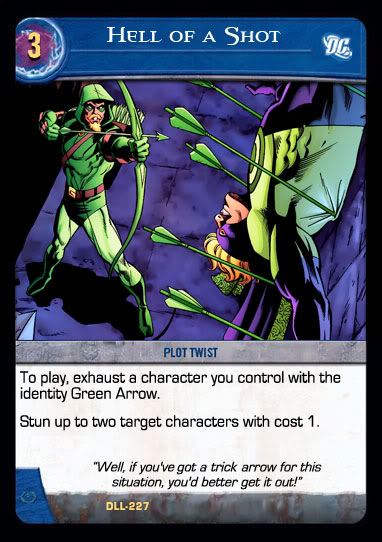 3
HELL OF A SHOT
DC
PLOT TWIST
To play, exhaust a character you control with the
identity Green Arrow.
Stun up to two target characters with cost 1.
“Well, if you’ve got a trick arrow for this
situation, you’d better get it out!”
DLL-227